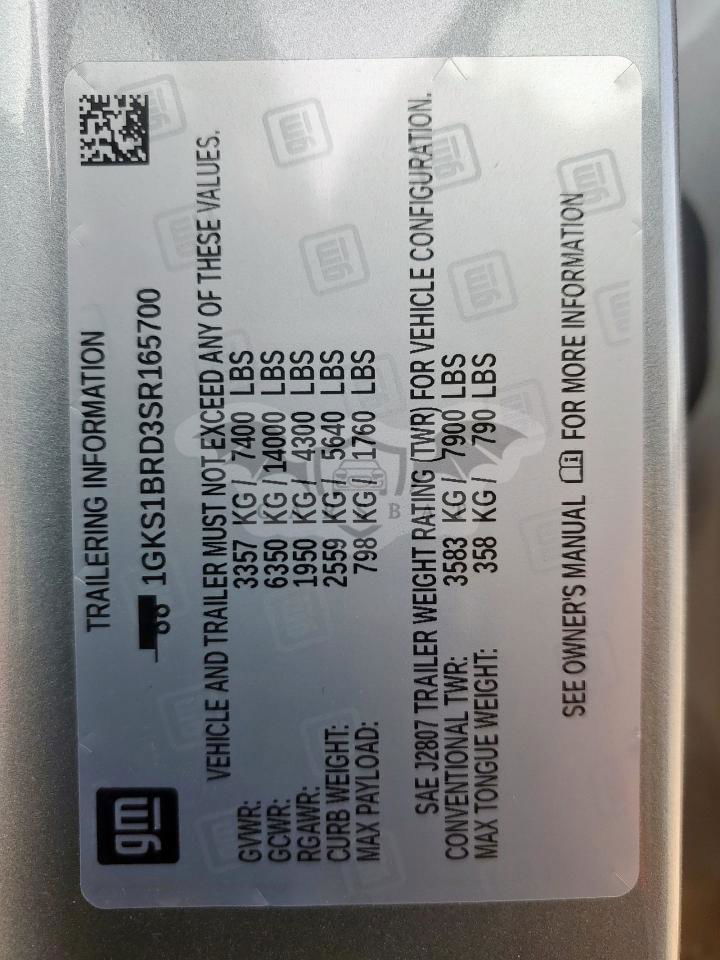 TRAILERING INFORMATION
gm
1GKS1BRD3SR165700
VEHICLE AND TRAILER MUST NOT EXCEED ANY OF THESE VALUES.
GVWR: 3357 KG / 7400 LBS
GCWR: 6350 KG / 14000 LBS
RGAWR: 1950 KG / 4300 LBS
CURB WEIGHT: 2559 KG / 5640 LBS
MAX PAYLOAD: 798 KG / 1760 LBS
SAE J2807 TRAILER WEIGHT RATING (TWR) FOR VEHICLE CONFIGURATION.
CONVENTIONAL TWR: 3583 KG / 7900 LBS
MAX TONGUE WEIGHT: 358 KG / 790 LBS
SEE OWNER'S MANUAL FOR MORE INFORMATION